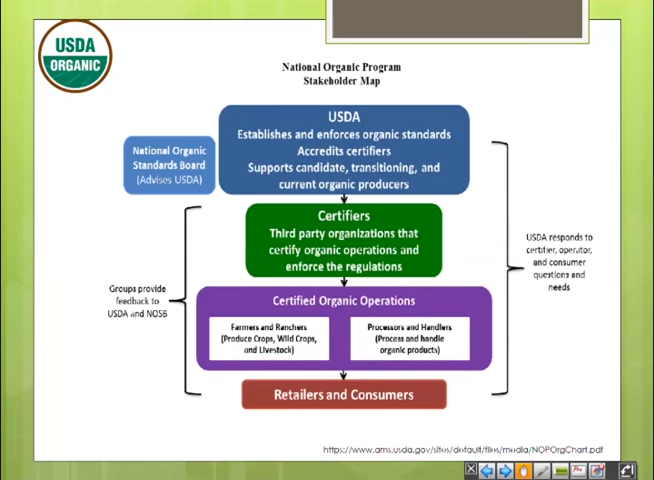 USDA
ORGANIC
National Organic Program
Stakeholder Map
USDA
Establishes and enforces organic standards
Accredits certifiers
Supports candidate, transitioning, and
current organic producers
National Organic
Standards Board
(Advises USDA)
Certifiers
Third party organizations that
certify organic operations and
enforce the regulations
USDA responds to
certifier, operator,
and consumer
questions and
needs
Groups provide
feedback to
USDA and NOSB
Certified Organic Operations
Farmers and Ranchers
(Produce Crops, Wild Crops,
and Livestock)
Processors and Handlers
(Process and handle
organic products)
Retailers and Consumers
https://www.ams.usda.gov/sites/default/files/media/NOPOrgChart.pdf